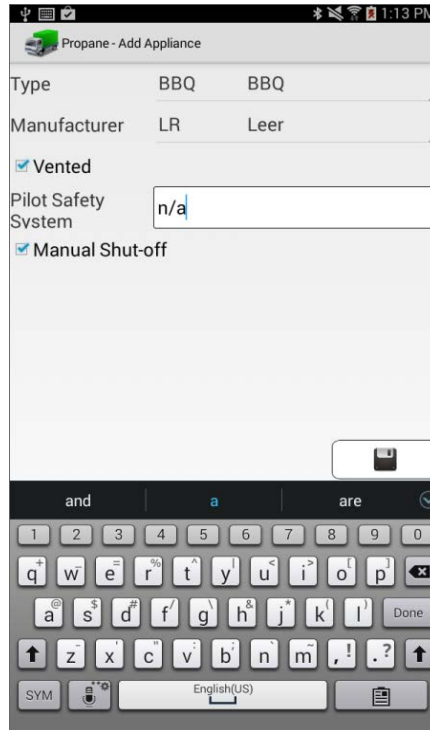 1:13 PM
Propane - Add Appliance
Type BBQ BBQ
Manufacturer LR Leer
Vented
Pilot Safety
System
n/a
Manual Shut-off
and a are
1 2 3 4 5 6 7 8 9 0
q+ w- e= r% t^ y| u< i> o[ p]
a@ s$ d# f/ g\ h& j* k( l) Done
z- x' c" v: b; n m~ ,! .?
SYM English(US)